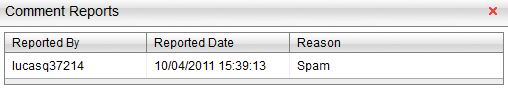 Comment Reports
Reported By Reported Date Reason
lucasq37214 10/04/2011 15:39:13 Spam